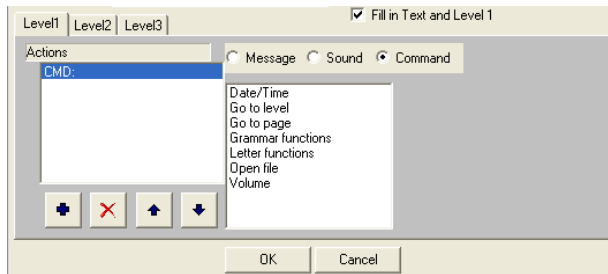 Level1 Level2 Level3 Fill in Text and Level 1
Actions
Message Sound Command
CMD:
Date/Time
Go to level
Go to page
Grammar functions
Letter functions
Open file
Volume
OK Cancel